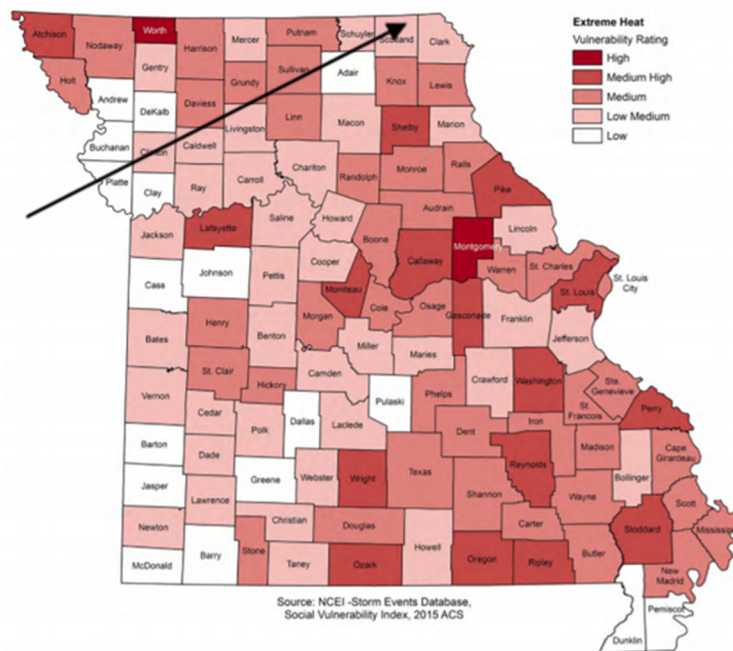 Extreme Heat
Vulnerability Rating
High
Medium High
Medium
Low Medium
Low
Atchison
Nodaway
Worth
Harrison
Mercer
Putnam
Schuyler
Scotland
Clark
Holt
Gentry
Grundy
Sullivan
Adair
Knox
Lewis
Andrew
DeKalb
Daviess
Linn
Macon
Shelby
Marion
Buchanan
Clinton
Caldwell
Livingston
Chariton
Randolph
Monroe
Ralls
Pike
Platte
Clay
Ray
Carroll
Audrain
Jackson
Lafayette
Saline
Howard
Boone
Callaway
Montgomery
Lincoln
Cooper
Warren
St. Charles
Cass
Johnson
Pettis
Moniteau
Cole
Osage
Gasconade
Franklin
St. Louis
St. Louis
City
Jefferson
Bates
Henry
Benton
Morgan
Miller
Maries
Camden
St. Clair
Hickory
Crawford
Washington
Ste.
Genevieve
St.
Francois
Perry
Vernon
Cedar
Polk
Dallas
Laclede
Pulaski
Phelps
Dent
Iron
Madison
Cape
Girardeau
Bollinger
Barton
Dade
Greene
Webster
Wright
Texas
Shannon
Reynolds
Wayne
Scott
Jasper
Lawrence
Christian
Douglas
Carter
Butler
Stoddard
Mississippi
Newton
McDonald
Barry
Stone
Taney
Ozark
Howell
Oregon
Ripley
New
Madrid
Pemiscot
Dunklin
Source: NCEI -Storm Events Database,
Social Vulnerability Index, 2015 ACS